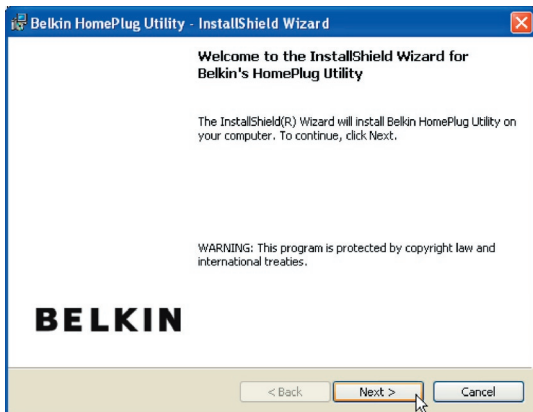 Belkin HomePlug Utility - InstallShield Wizard
Welcome to the InstallShield Wizard for
Belkin's HomePlug Utility
The InstallShield(R) Wizard will install Belkin HomePlug Utility on
your computer. To continue, click Next.
WARNING: This program is protected by copyright law and
international treaties.
BELKIN
< Back Next > Cancel